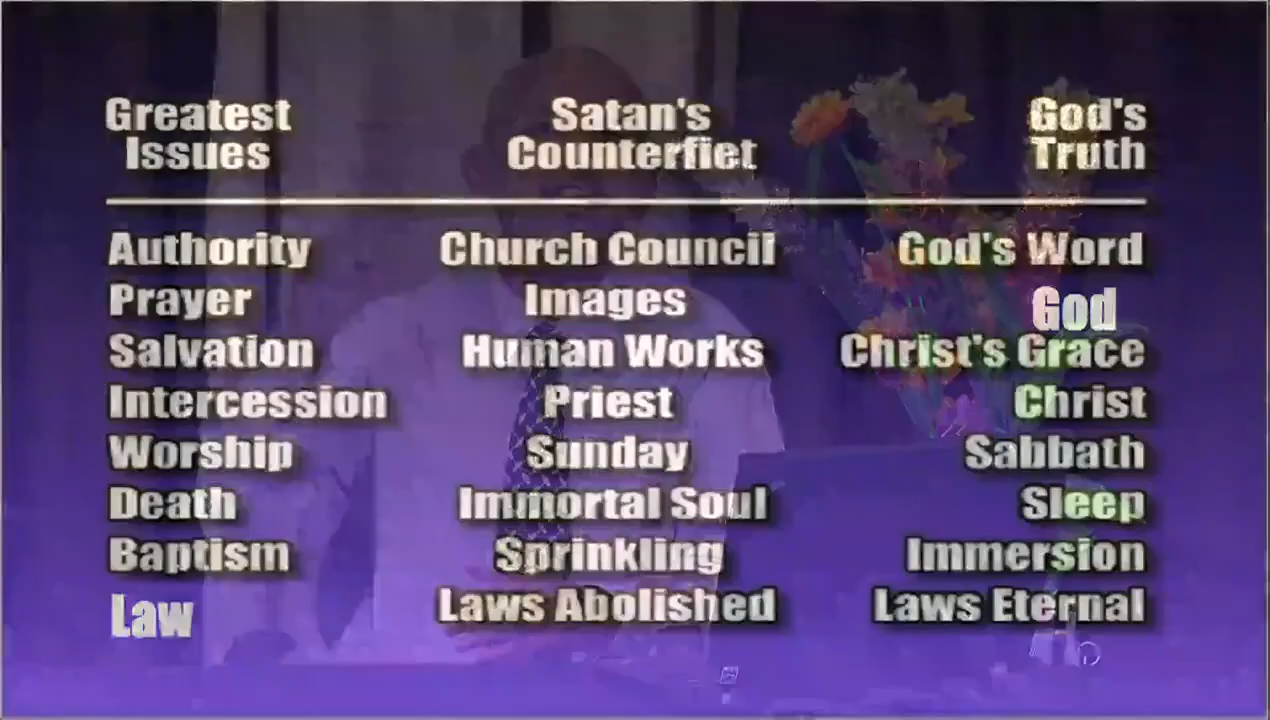 Greatest Issues Satan's Counterfiet God's Truth
Authority Church Council God's Word
Prayer Images God
Salvation Human Works Christ's Grace
Intercession Priest Christ
Worship Sunday Sabbath
Death Immortal Soul Sleep
Baptism Sprinkling Immersion
Law Laws Abolished Laws Eternal